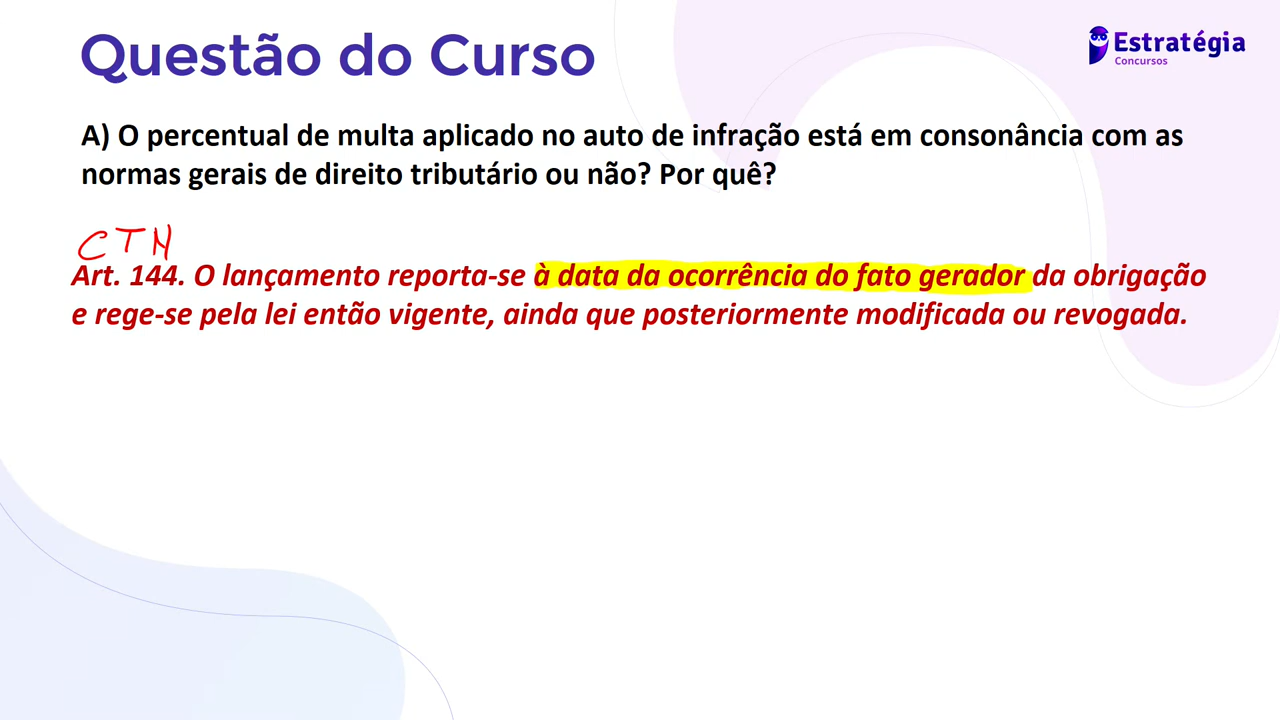 Questão do Curso
Estratégia
Concursos
A) O percentual de multa aplicado no auto de infração está em consonância com as
normas gerais de direito tributário ou não? Por quê?
CTN
Art. 144. O lançamento reporta-se à data da ocorrência do fato gerador da obrigação
e rege-se pela lei então vigente, ainda que posteriormente modificada ou revogada.